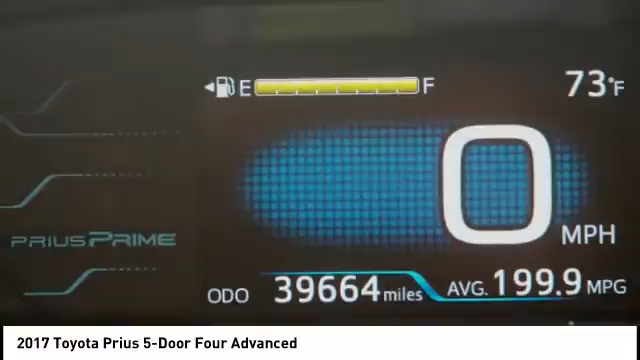 E F 73°F
0 MPH
PRIUS PRIME
ODO 39664 miles AVG. 199.9 MPG
2017 Toyota Prius 5-Door Four Advanced